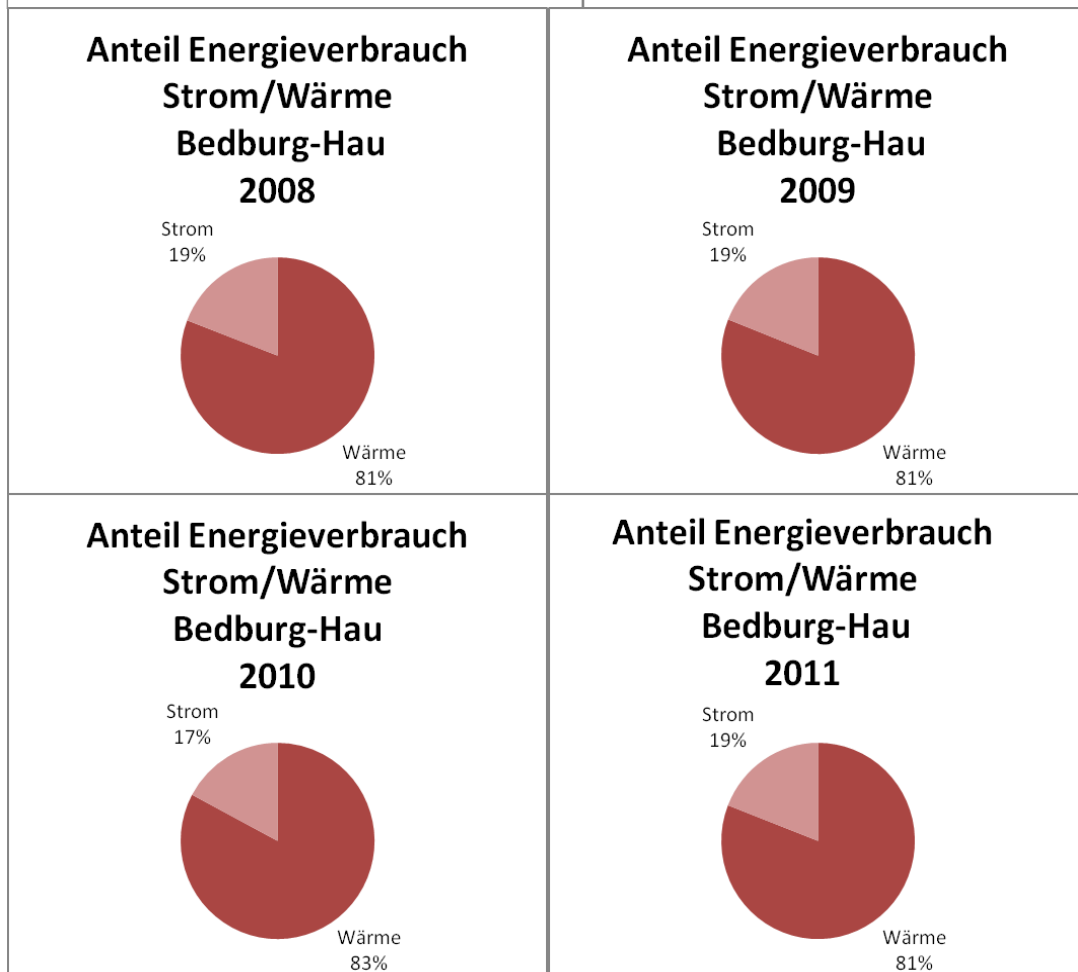 Anteil Energieverbrauch
Strom/Wärme
Bedburg-Hau
2008
Strom
19%
Wärme
81%
Anteil Energieverbrauch
Strom/Wärme
Bedburg-Hau
2009
Strom
19%
Wärme
81%
Anteil Energieverbrauch
Strom/Wärme
Bedburg-Hau
2010
Strom
17%
Wärme
83%
Anteil Energieverbrauch
Strom/Wärme
Bedburg-Hau
2011
Strom
19%
Wärme
81%